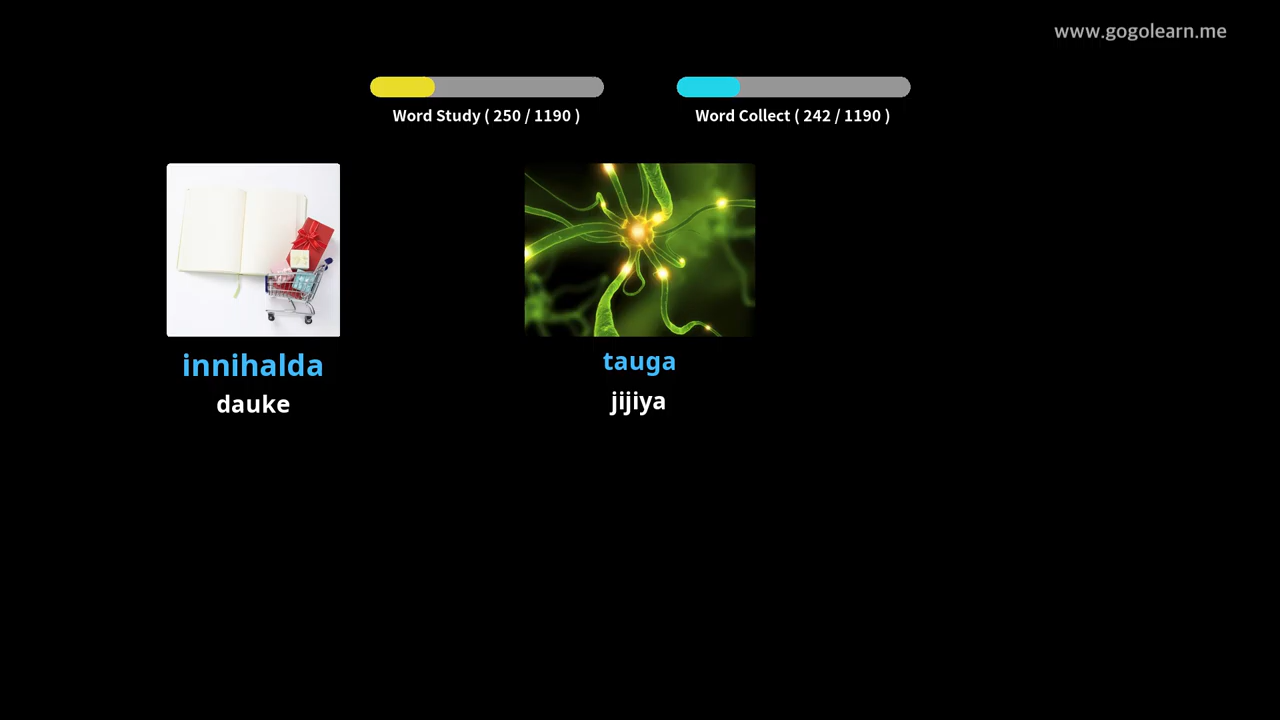 www.gogolearn.me
Word Study ( 250 / 1190 )
Word Collect ( 242 / 1190 )
innihalda
dauke
tauga
jijiya